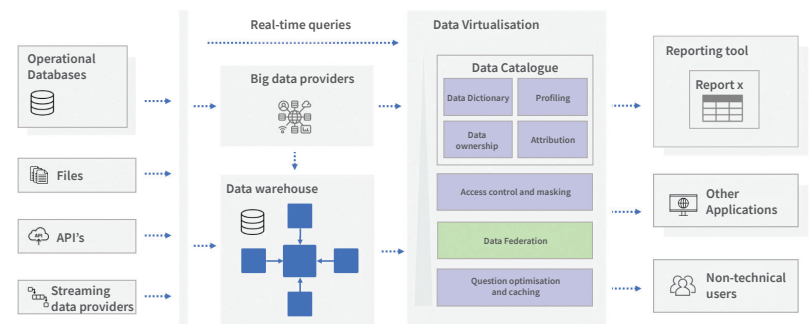 Operational
Databases
Files
API
API's
Streaming
data providers
Real-time queries
Big data providers
Data warehouse
Data Virtualisation
Data Catalogue
Data Dictionary
Profiling
Data
ownership
Attribution
Access control and masking
Data Federation
Question optimisation
and caching
Reporting tool
Report x
Other
Applications
Non-technical
users